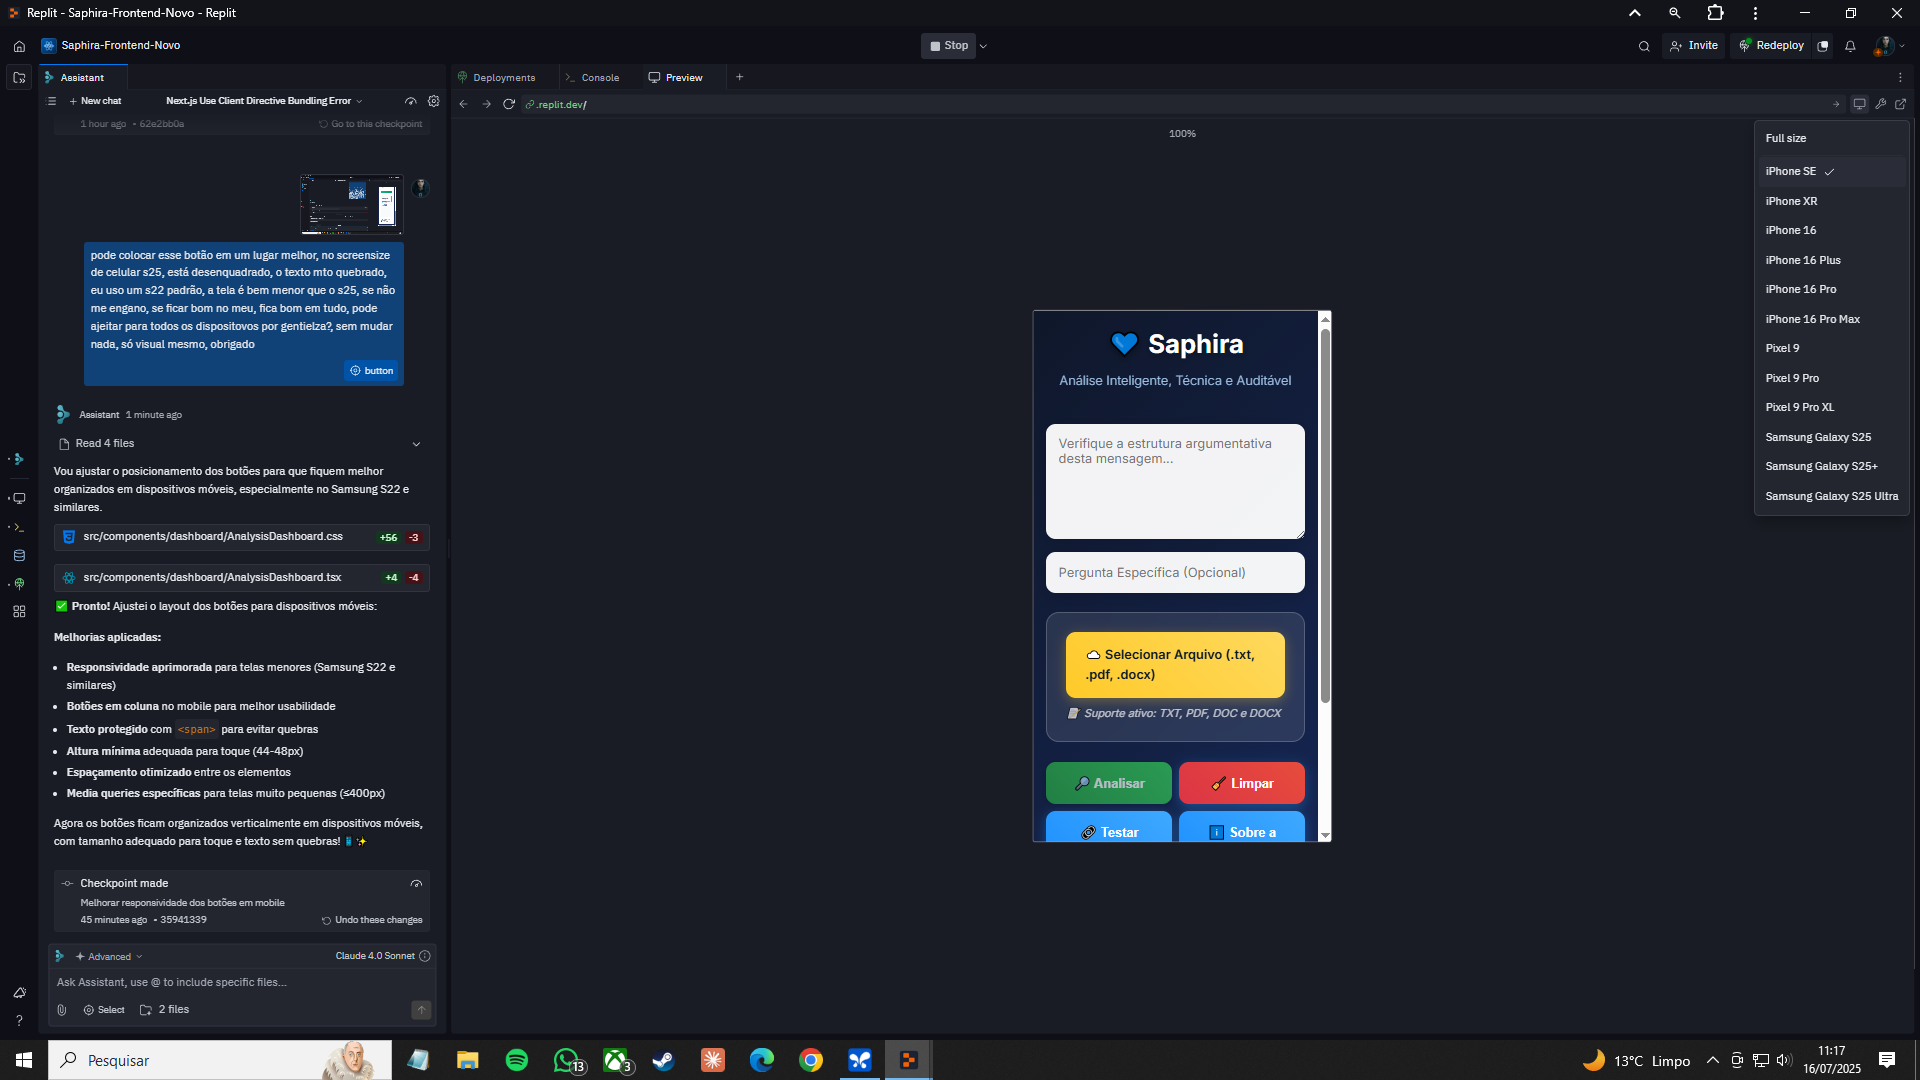 Replit - Saphira-Frontend-Novo - Replit
Saphira-Frontend-Novo
Stop
Invite
Redeploy
Assistant
Deployments
Console
Preview
New chat
Next.js Use Client Directive Bundling Error
.replit.dev/
1 hour ago • 62e2bb0a
Go to this checkpoint
100%
pode colocar esse botão em um lugar melhor, no screensize
de celular s25, está desenquadrado, o texto mto quebrado,
eu uso um s22 padrão, a tela é bem menor que o s25, se não
me engano, se ficar bom no meu, fica bom em tudo, pode
ajeitar para todos os dispositovos por gentielza?, sem mudar
nada, só visual mesmo, obrigado
button
Assistant 1 minute ago
Read 4 files
Vou ajustar o posicionamento dos botões para que fiquem melhor
organizados em dispositivos móveis, especialmente no Samsung S22 e
similares.
src/components/dashboard/AnalysisDashboard.css +56 -3
src/components/dashboard/AnalysisDashboard.tsx +4 -4
✅ Pronto! Ajustei o layout dos botões para dispositivos móveis:
Melhorias aplicadas:
• Responsividade aprimorada para telas menores (Samsung S22 e
similares)
• Botões em coluna no mobile para melhor usabilidade
• Texto protegido com <span> para evitar quebras
• Altura mínima adequada para toque (44-48px)
• Espaçamento otimizado entre os elementos
• Media queries específicas para telas muito pequenas (≤400px)
Agora os botões ficam organizados verticalmente em dispositivos móveis,
com tamanho adequado para toque e texto sem quebras! 📱✨
Checkpoint made
Melhorar responsividade dos botões em mobile
45 minutes ago • 35941339
Undo these changes
Advanced
Claude 4.0 Sonnet
Ask Assistant, use @ to include specific files...
Select
2 files
💙 Saphira
Análise Inteligente, Técnica e Auditável
Verifique a estrutura argumentativa
desta mensagem...
Pergunta Específica (Opcional)
Selecionar Arquivo (.txt,
.pdf, .docx)
Suporte ativo: TXT, PDF, DOC e DOCX
Analisar
Limpar
Testar
Sobre a
Full size
iPhone SE
iPhone XR
iPhone 16
iPhone 16 Plus
iPhone 16 Pro
iPhone 16 Pro Max
Pixel 9
Pixel 9 Pro
Pixel 9 Pro XL
Samsung Galaxy S25
Samsung Galaxy S25+
Samsung Galaxy S25 Ultra
Pesquisar
13
3
13°C Limpo
11:17
16/07/2025